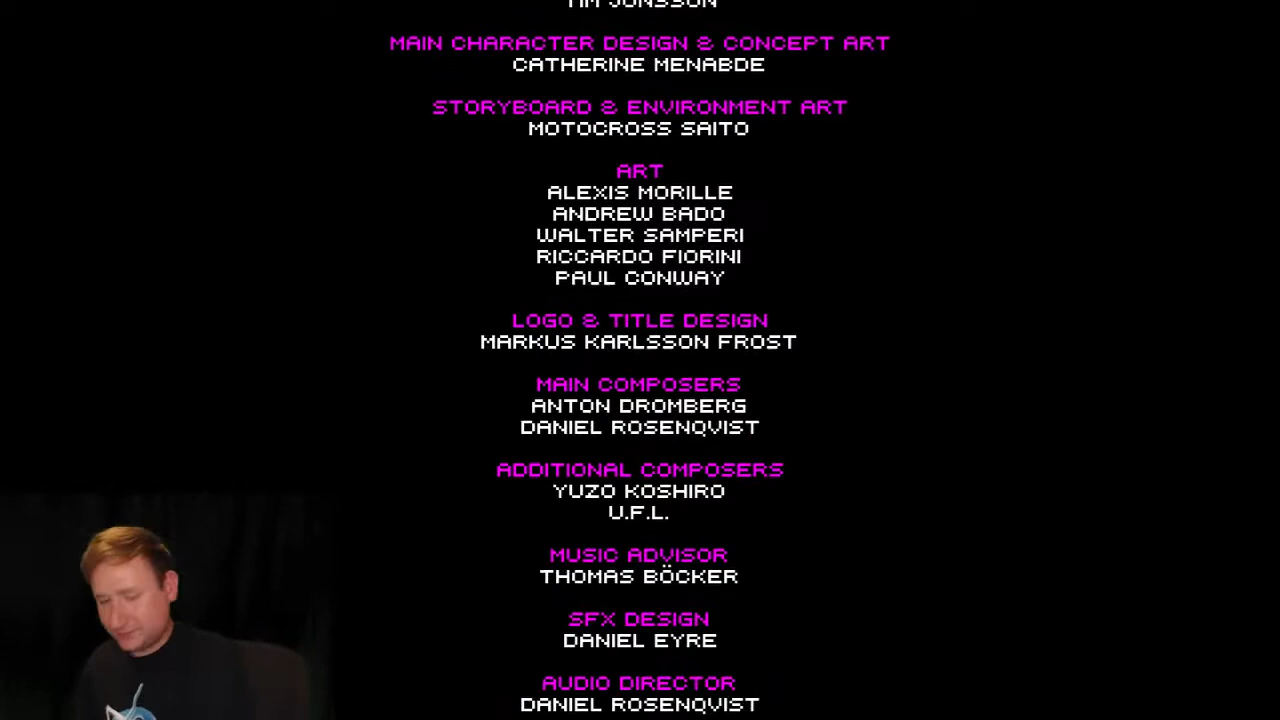 TIM JONSSON
MAIN CHARACTER DESIGN & CONCEPT ART
CATHERINE MENABDE
STORYBOARD & ENVIRONMENT ART
MOTOCROSS SAITO
ART
ALEXIS MORILLE
ANDREW BADO
WALTER SAMPERI
RICCARDO FIORINI
PAUL CONWAY
LOGO & TITLE DESIGN
MARKUS KARLSSON FROST
MAIN COMPOSERS
ANTON DROMBERG
DANIEL ROSENQVIST
ADDITIONAL COMPOSERS
YUZO KOSHIRO
U.F.L.
MUSIC ADVISOR
THOMAS BÖCKER
SFX DESIGN
DANIEL EYRE
AUDIO DIRECTOR
DANIEL ROSENQVIST